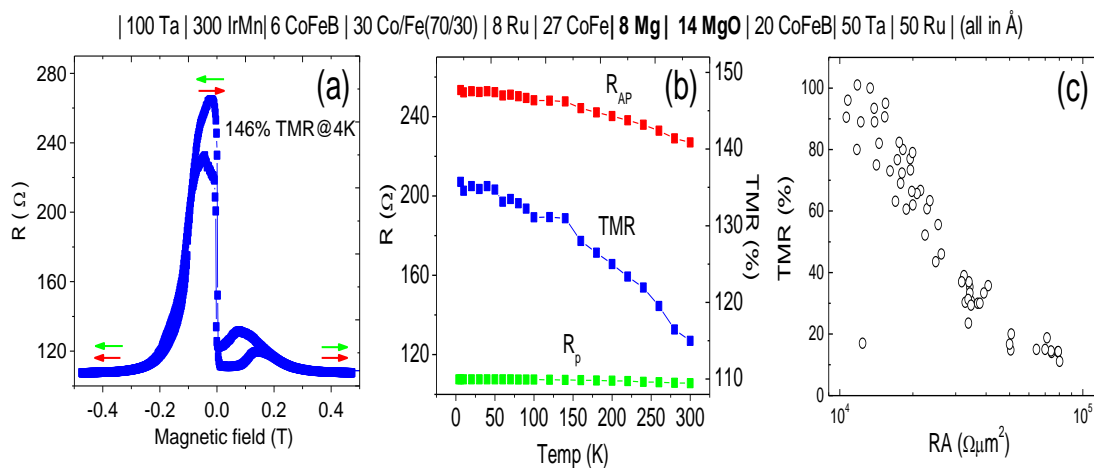 | 100 Ta | 300 IrMn| 6 CoFeB | 30 Co/Fe(70/30) | 8 Ru | 27 CoFe| 8 Mg| 14 MgO | 20 CoFeB| 50 Ta | 50 Ru | (all in Å)
(a)
146% TMR@4K
R ( Ω )
280
240
200
160
120
-0.4
-0.2
0.0
0.2
0.4
Magnetic field (T)
(b)
R_AP
TMR
R_p
R (Ω)
240
200
160
120
150
140
130
120
110
TMR (%)
0
50
100
150
200
250
300
Temp (K)
(c)
TMR (%)
100
80
60
40
20
0
10^4
10^5
RA (Ωμm²)